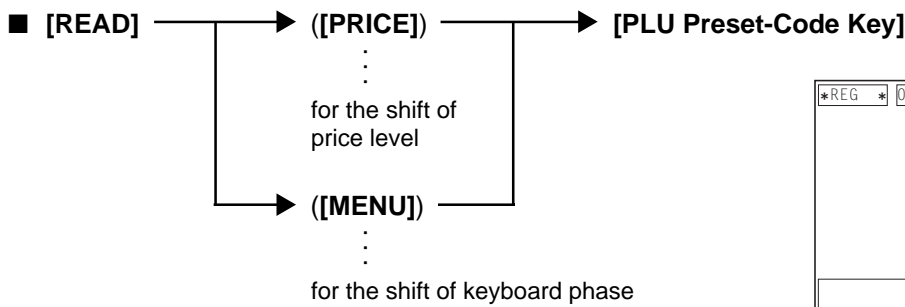 ■ [READ] ([PRICE]) [PLU Preset-Code Key]
for the shift of
price level
([MENU])
for the shift of keyboard phase
*REG *